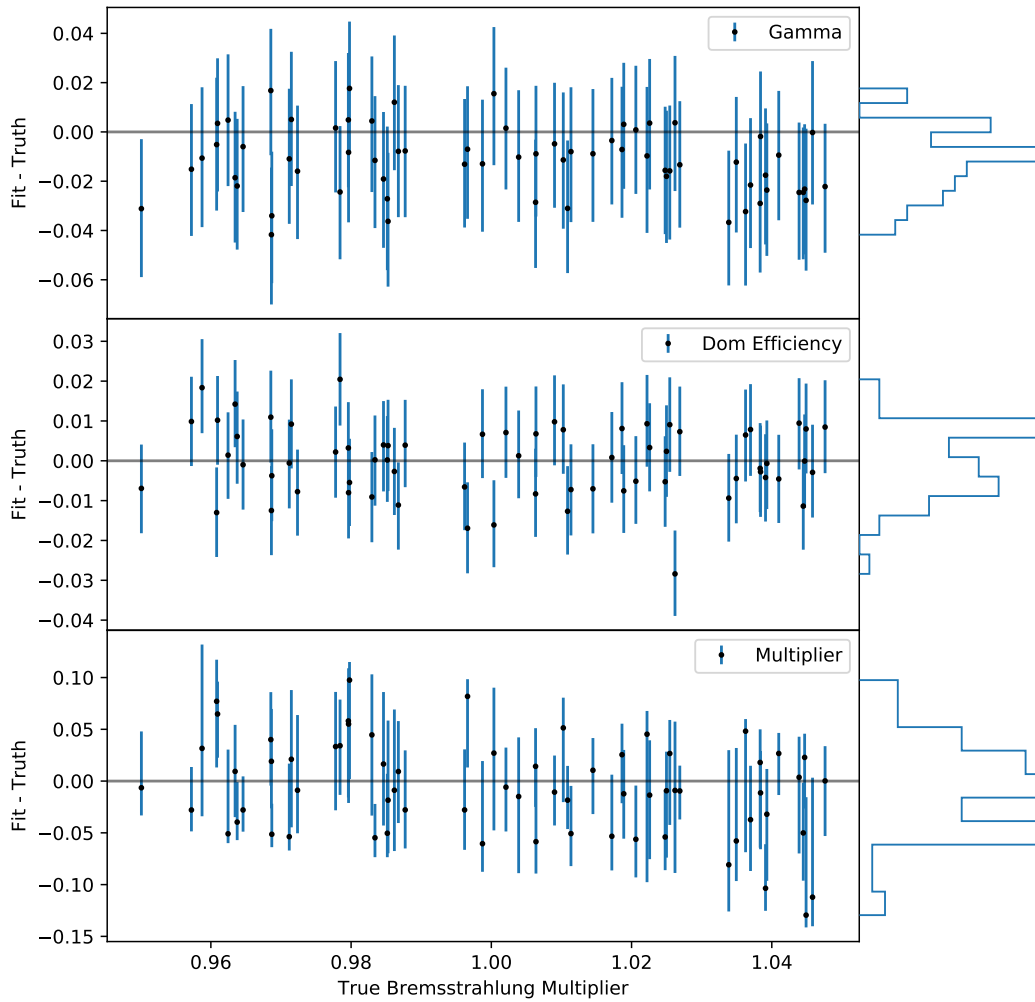 Gamma
0.04
0.02
0.00
−0.02
−0.04
−0.06
Fit - Truth
Dom Efficiency
0.03
0.02
0.01
0.00
−0.01
−0.02
−0.03
−0.04
Fit - Truth
Multiplier
0.10
0.05
0.00
−0.05
−0.10
−0.15
Fit - Truth
0.96 0.98 1.00 1.02 1.04
True Bremsstrahlung Multiplier